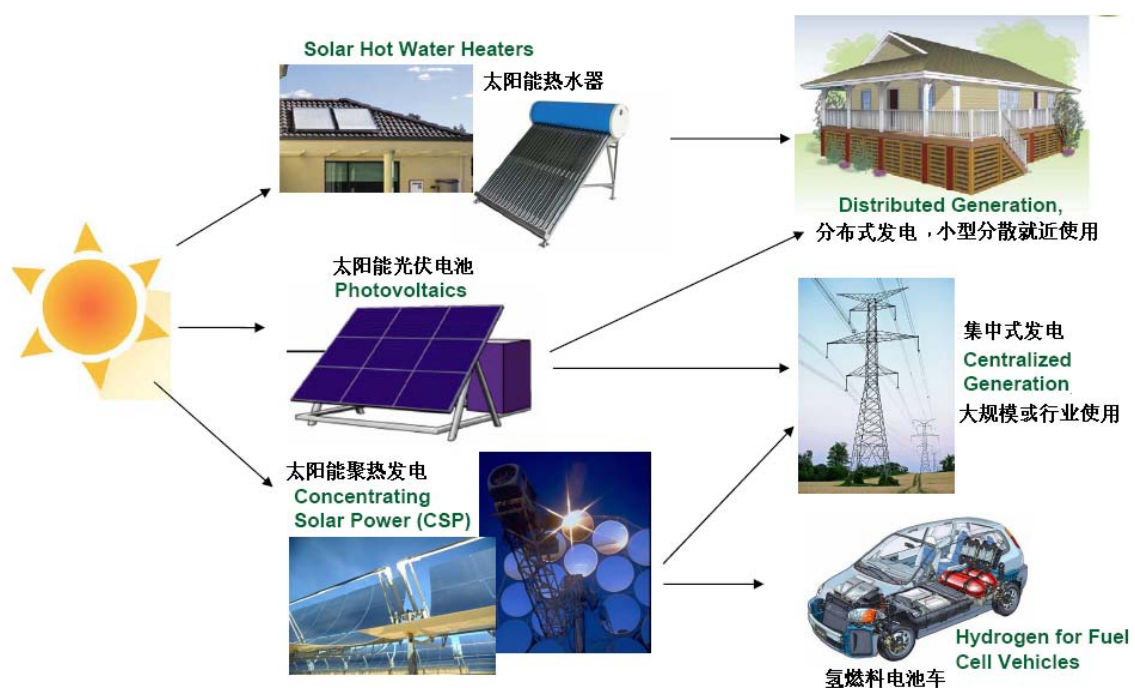 Solar Hot Water Heaters
太阳能热水器
Distributed Generation,
分布式发电，小型分散就近使用
太阳能光伏电池
Photovoltaics
集中式发电
Centralized
Generation
大规模或行业使用
太阳能聚热发电
Concentrating
Solar Power (CSP)
Hydrogen for Fuel
Cell Vehicles
氢燃料电池车